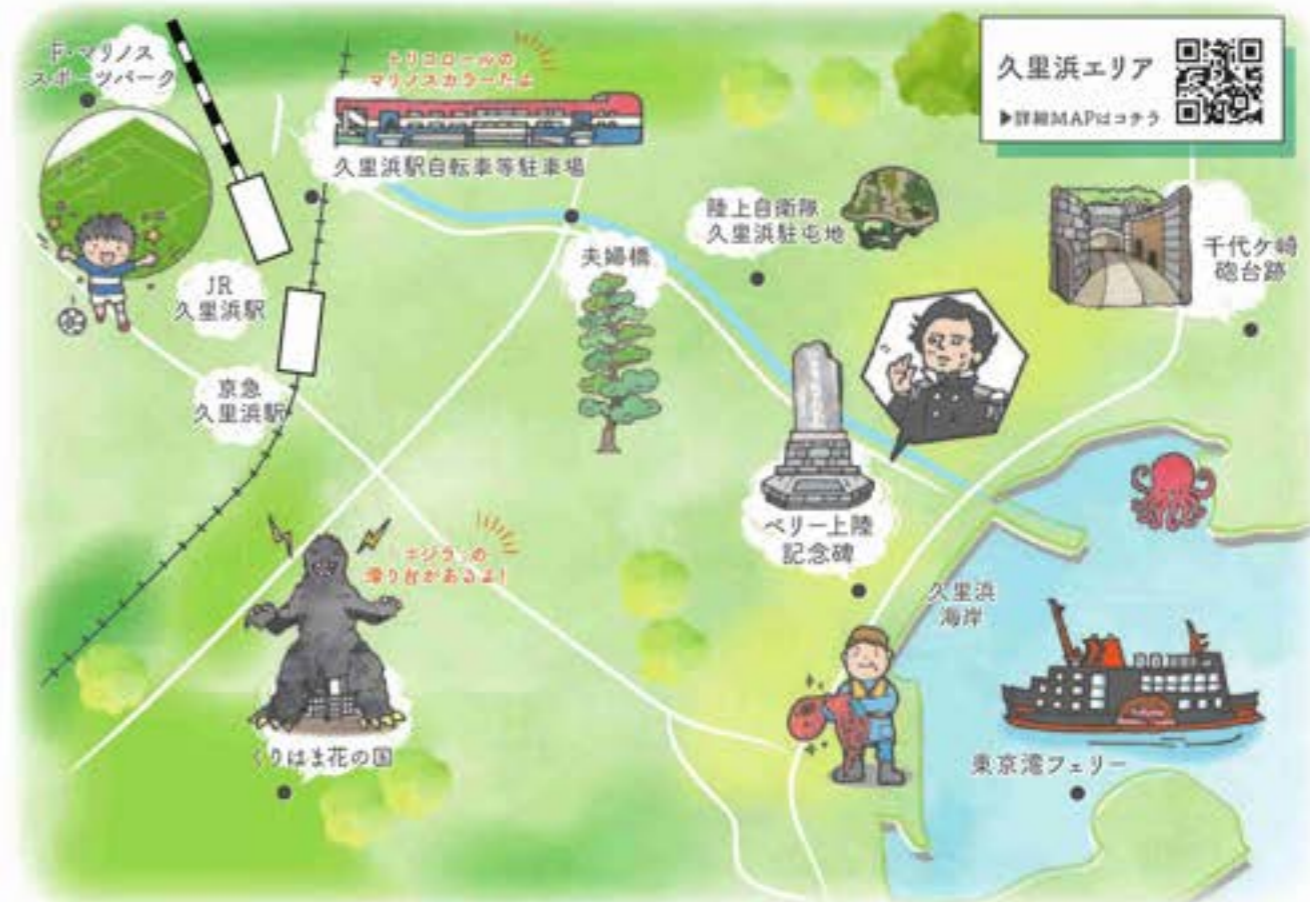 F・マリノス
スポーツパーク
トリコロールの
マリノスカラーだよ
久里浜駅自転車等駐車場
久里浜エリア
▶詳細MAPはコチラ
陸上自衛隊
久里浜駐屯地
千代ケ崎
砲台跡
夫婦橋
JR
久里浜駅
京急
久里浜駅
ペリー上陸
記念碑
ゴジラの
滑り台があるよ!
久里浜
海岸
くりはま花の国
東京湾フェリー